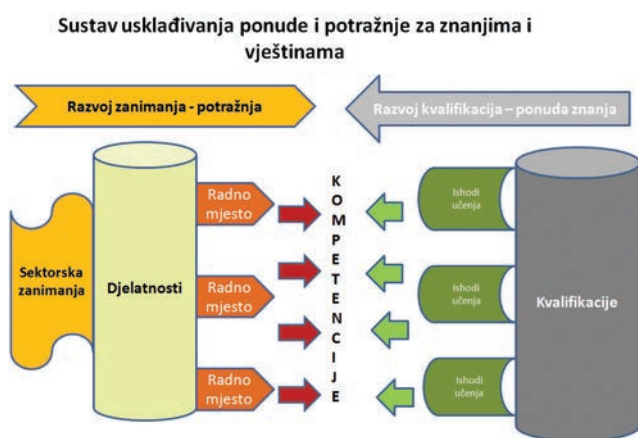 Sustav usklađivanja ponude i potražnje za znanjima i
vještinama
Razvoj zanimanja - potražnja
Razvoj kvalifikacija – ponuda znanja
Sektorska
zanimanja
Djelatnosti
Radno
mjesto
Radno
mjesto
Radno
mjesto
KOMPETENCIJE
Ishodi
učenja
Ishodi
učenja
Ishodi
učenja
Kvalifikacije